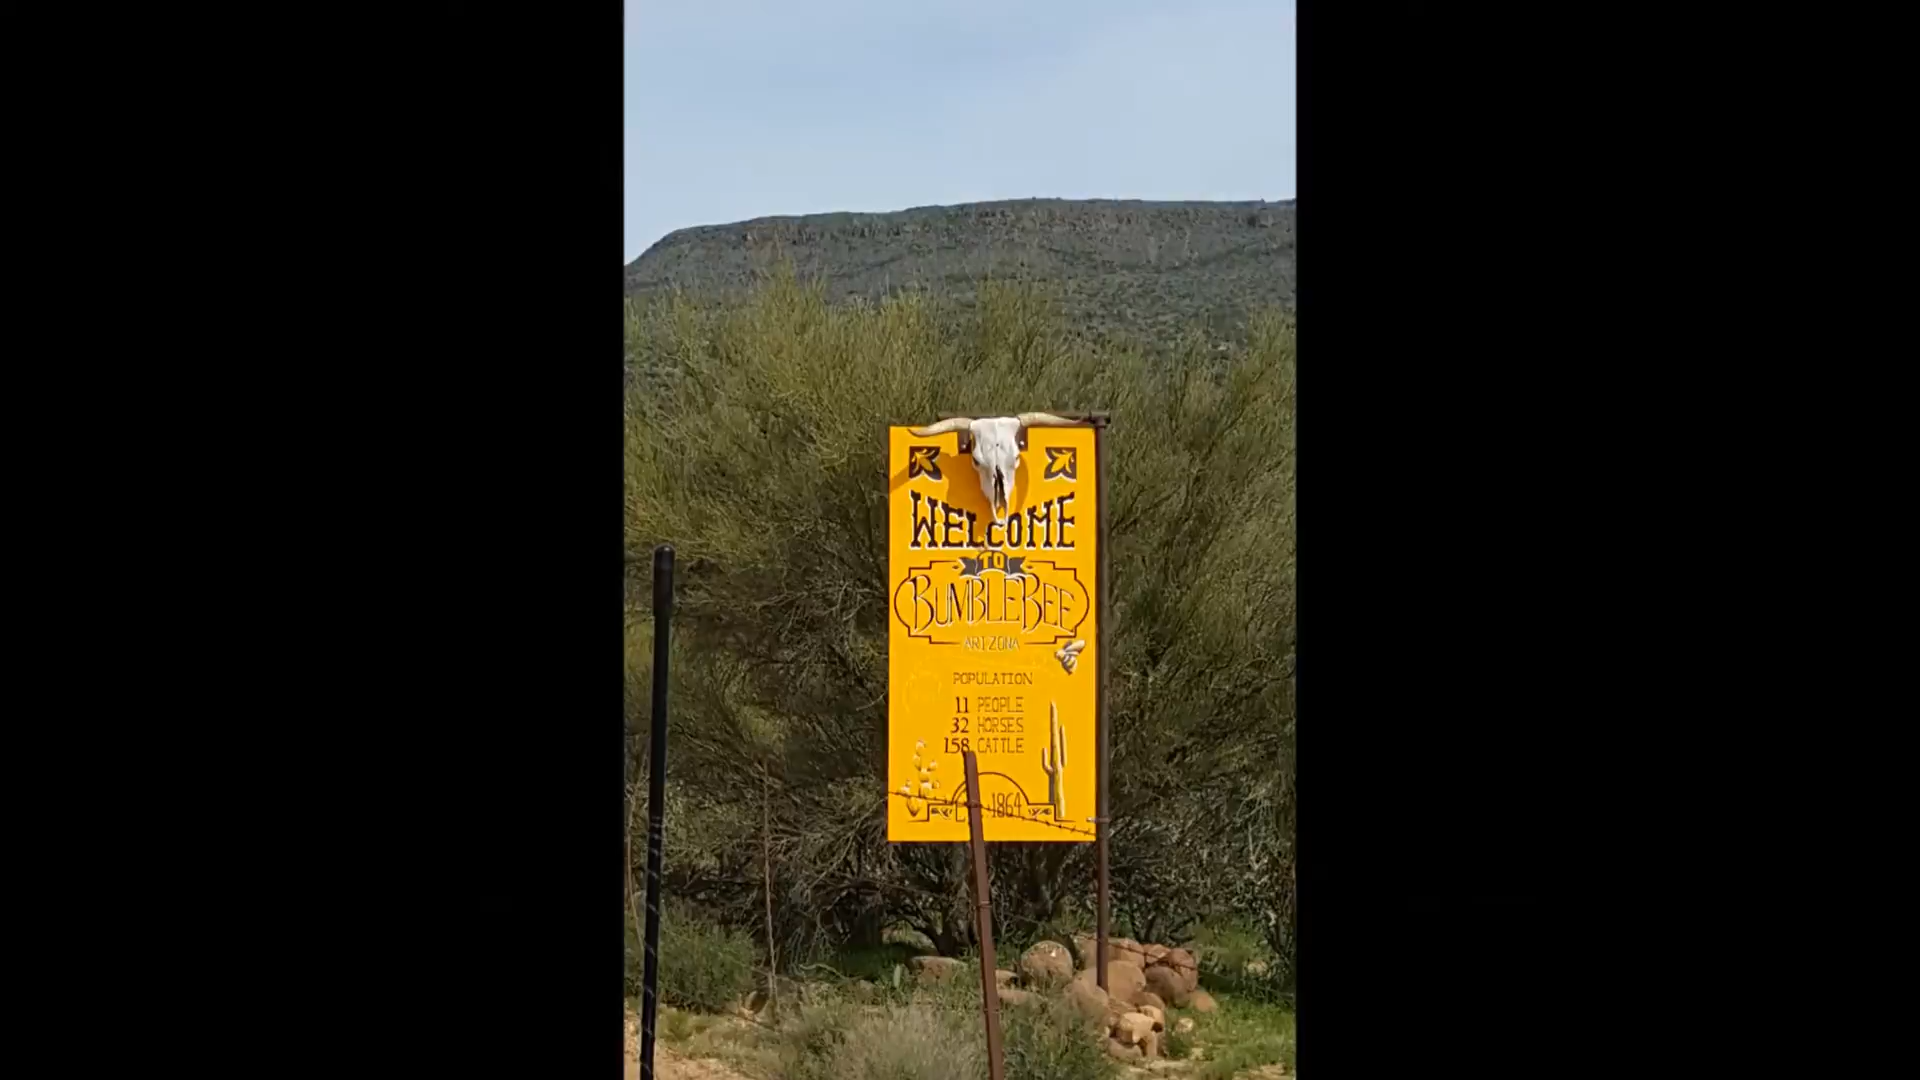 WELCOME
TO
BUMBLEBEE
ARIZONA
POPULATION
11 PEOPLE
32 HORSES
158 CATTLE
1864